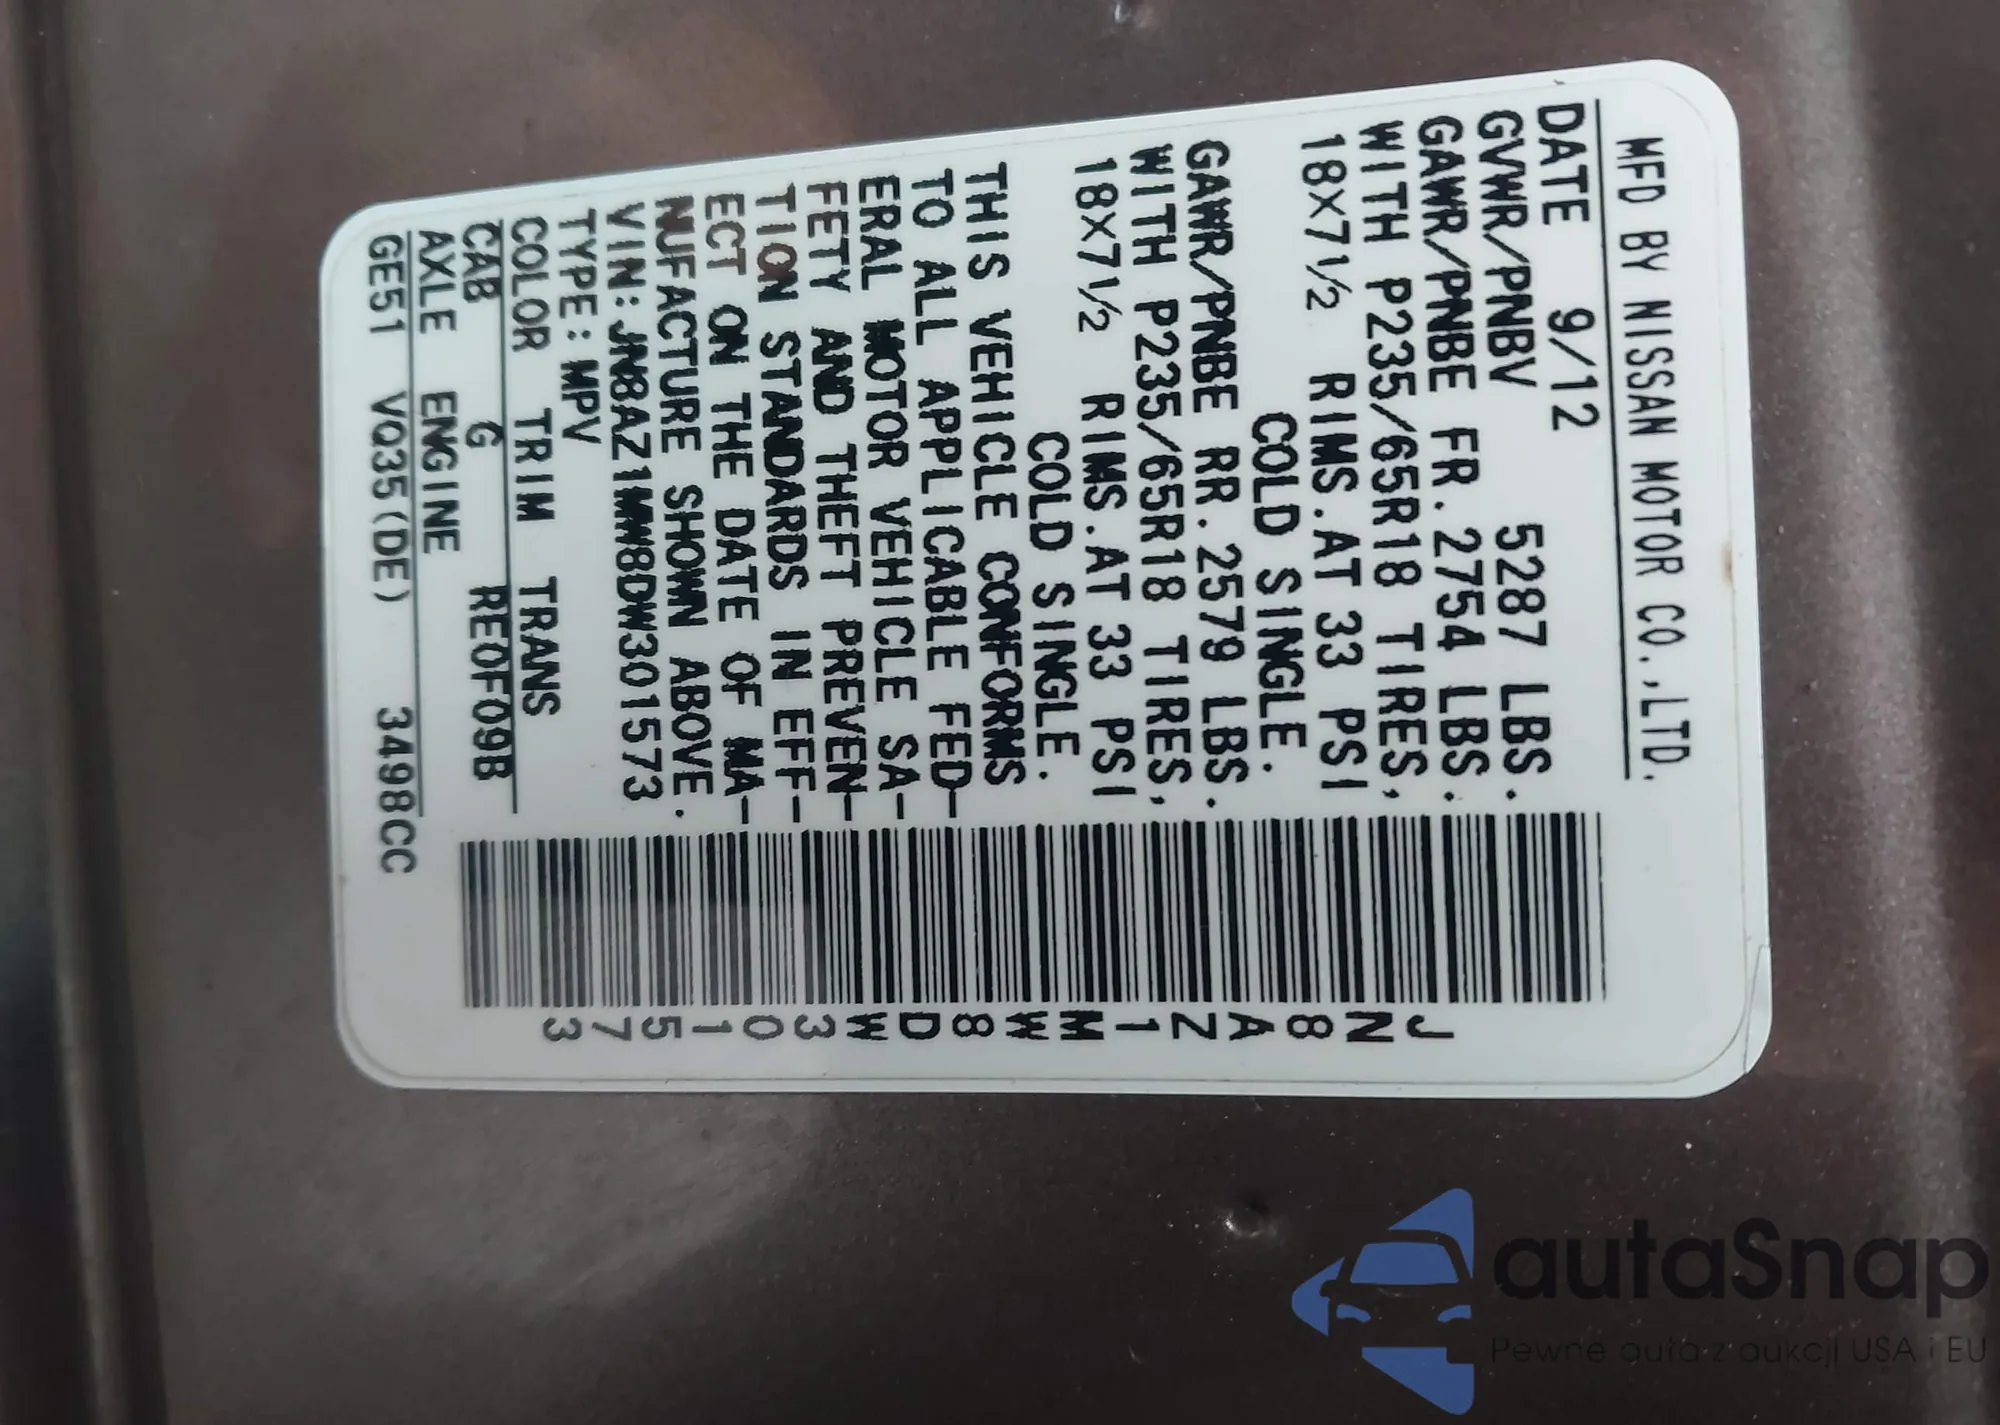 MFD BY NISSAN MOTOR CO.,LTD.
DATE 9/12
GVWR/PNBV 5287 LBS.
GAWR/PNBE FR. 2754 LBS.
WITH P235/65R18 TIRES,
18X7½ RIMS.AT 33 PSI
COLD SINGLE.
GAWR/PNBE RR. 2579 LBS.
WITH P235/65R18 TIRES,
18X7½ RIMS.AT 33 PSI
COLD SINGLE.
THIS VEHICLE CONFORMS
TO ALL APPLICABLE FED-
ERAL MOTOR VEHICLE SA-
FETY AND THEFT PREVEN-
TION STANDARDS IN EFF-
ECT ON THE DATE OF MA-
NUFACTURE SHOWN ABOVE.
VIN: JN8AZ1MW8DW301573
TYPE: MPV
COLOR TRIM TRANS
CAB G RE0F09B
AXLE ENGINE
GE51 VQ35(DE) 3498CC
JN8AZ1MW8DW301573
autaSnap
Pewne auta z aukcji USA i EU